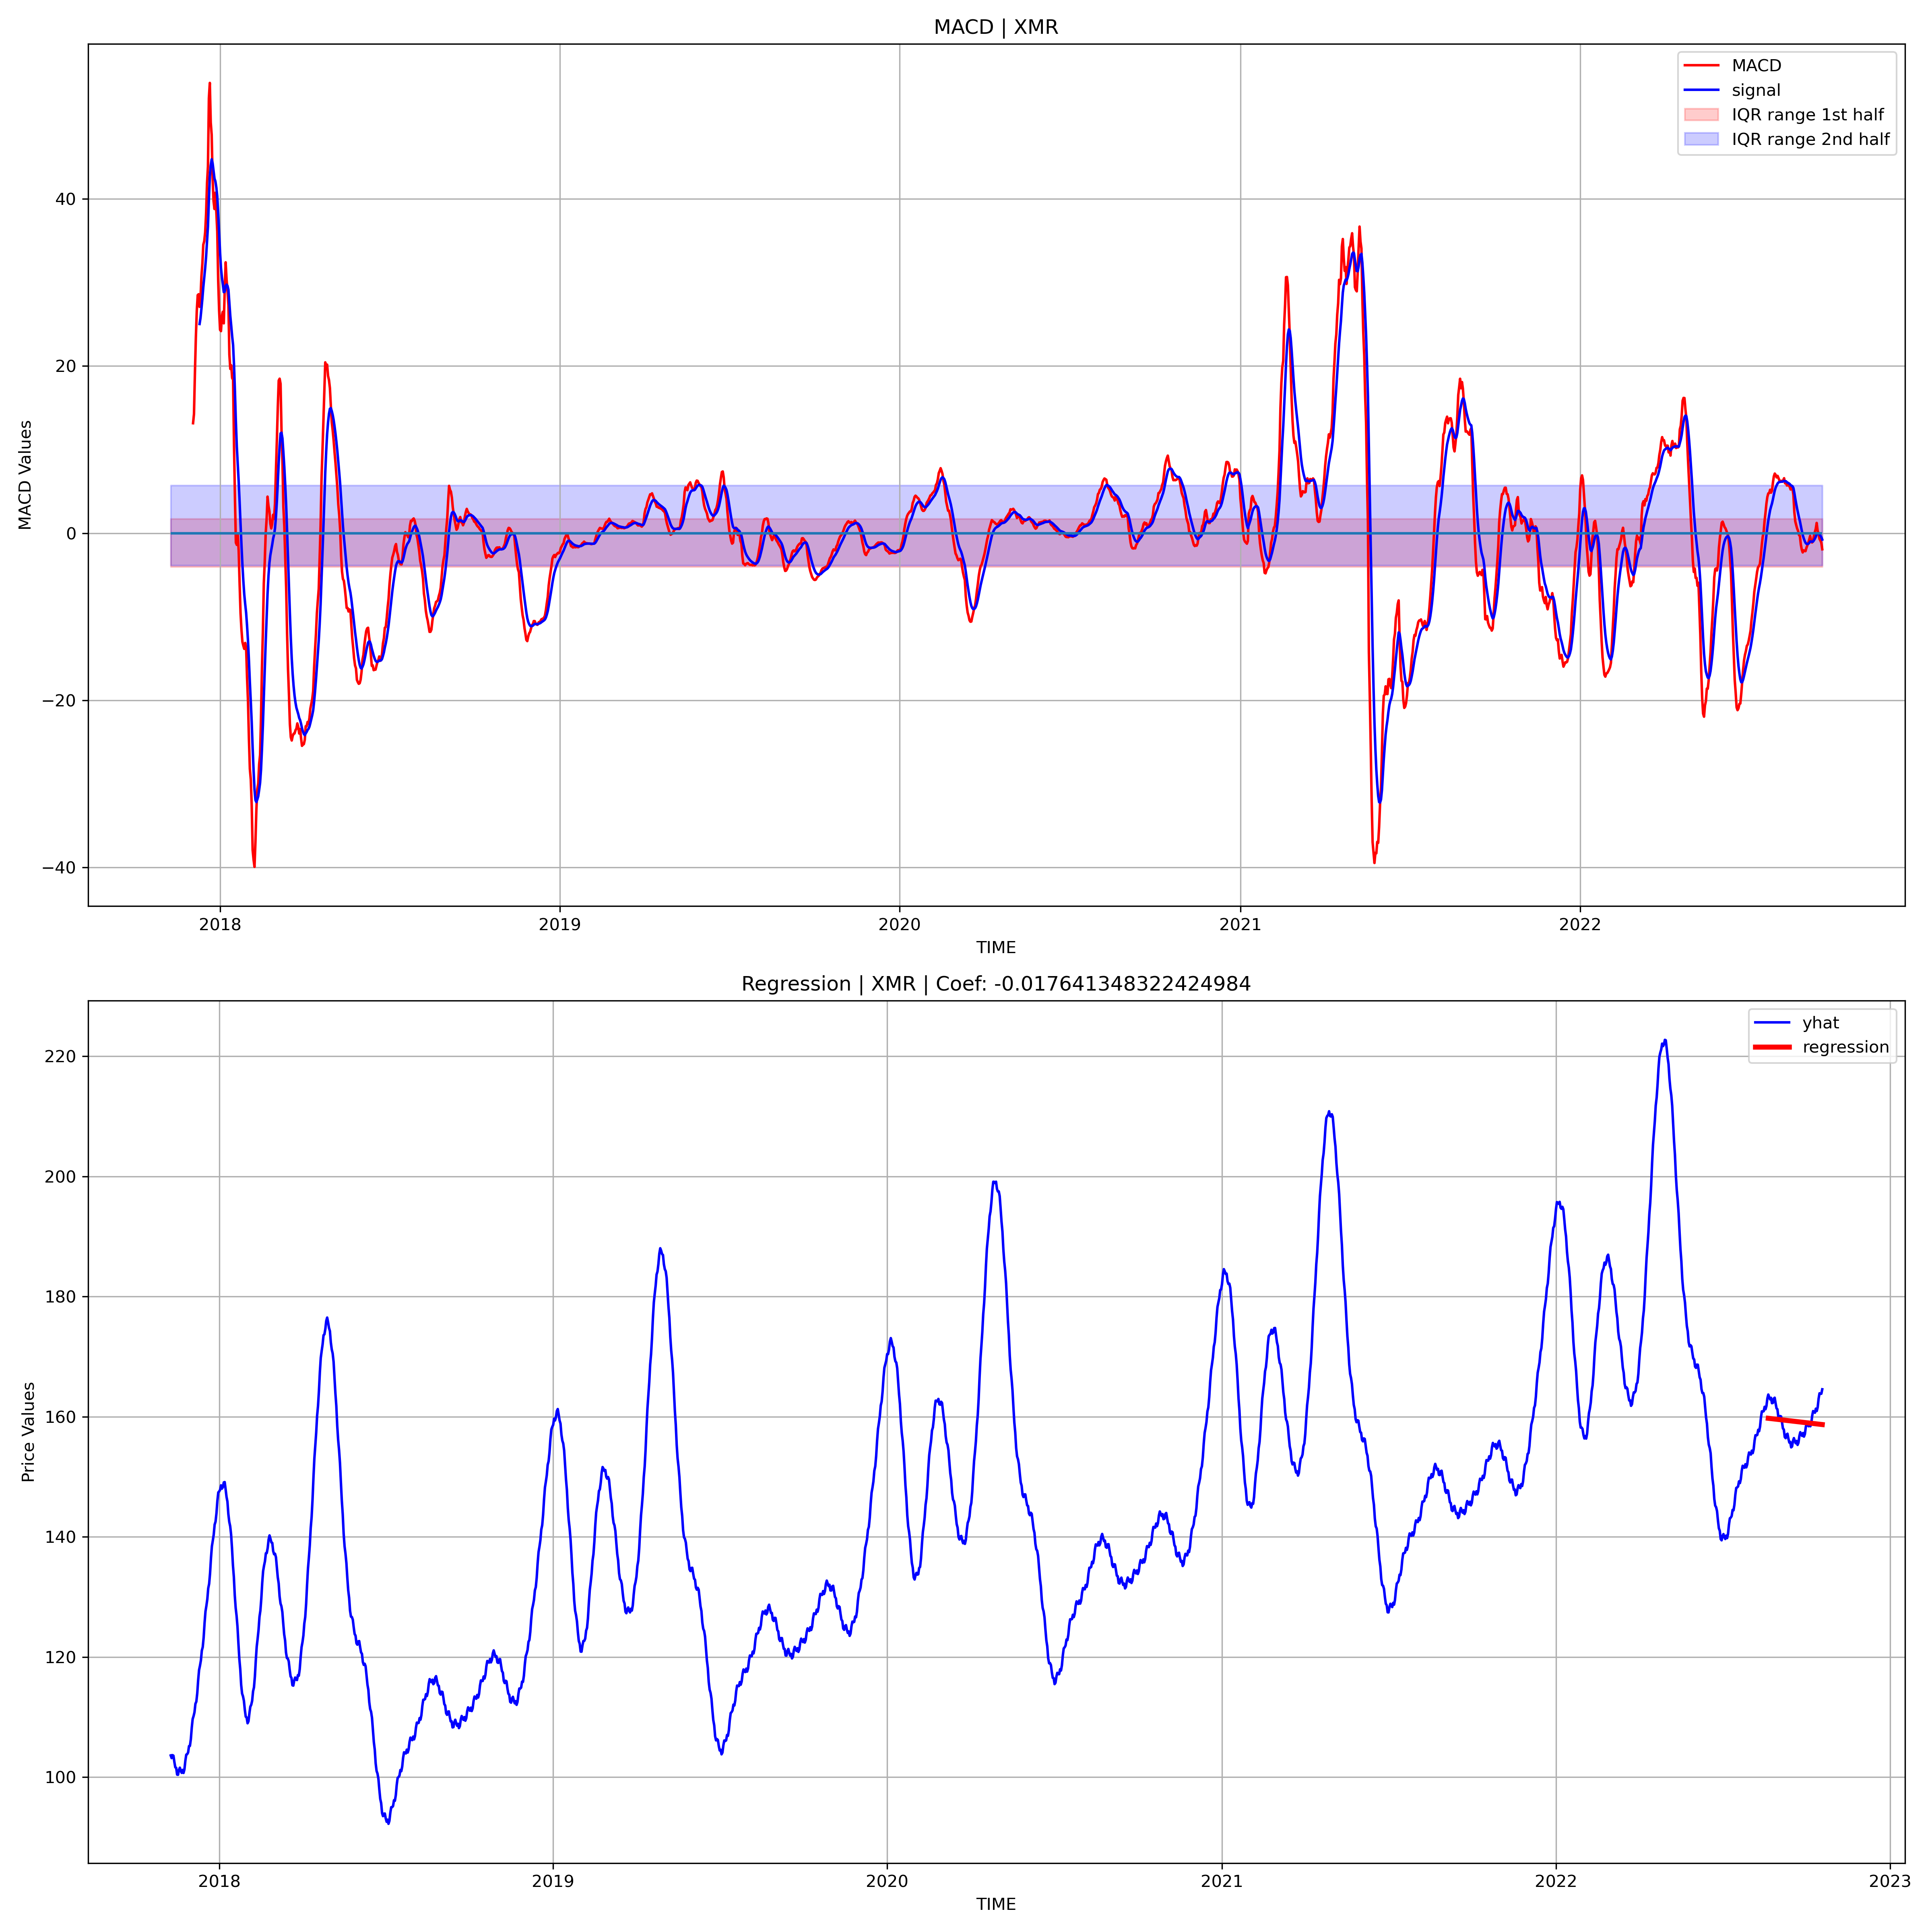 MACD | XMR
MACD
signal
IQR range 1st half
IQR range 2nd half
MACD Values
40
20
0
−20
−40
2018
2019
2020
2021
2022
TIME
Regression | XMR | Coef: -0.017641348322424984
yhat
regression
Price Values
220
200
180
160
140
120
100
2018
2019
2020
2021
2022
2023
TIME